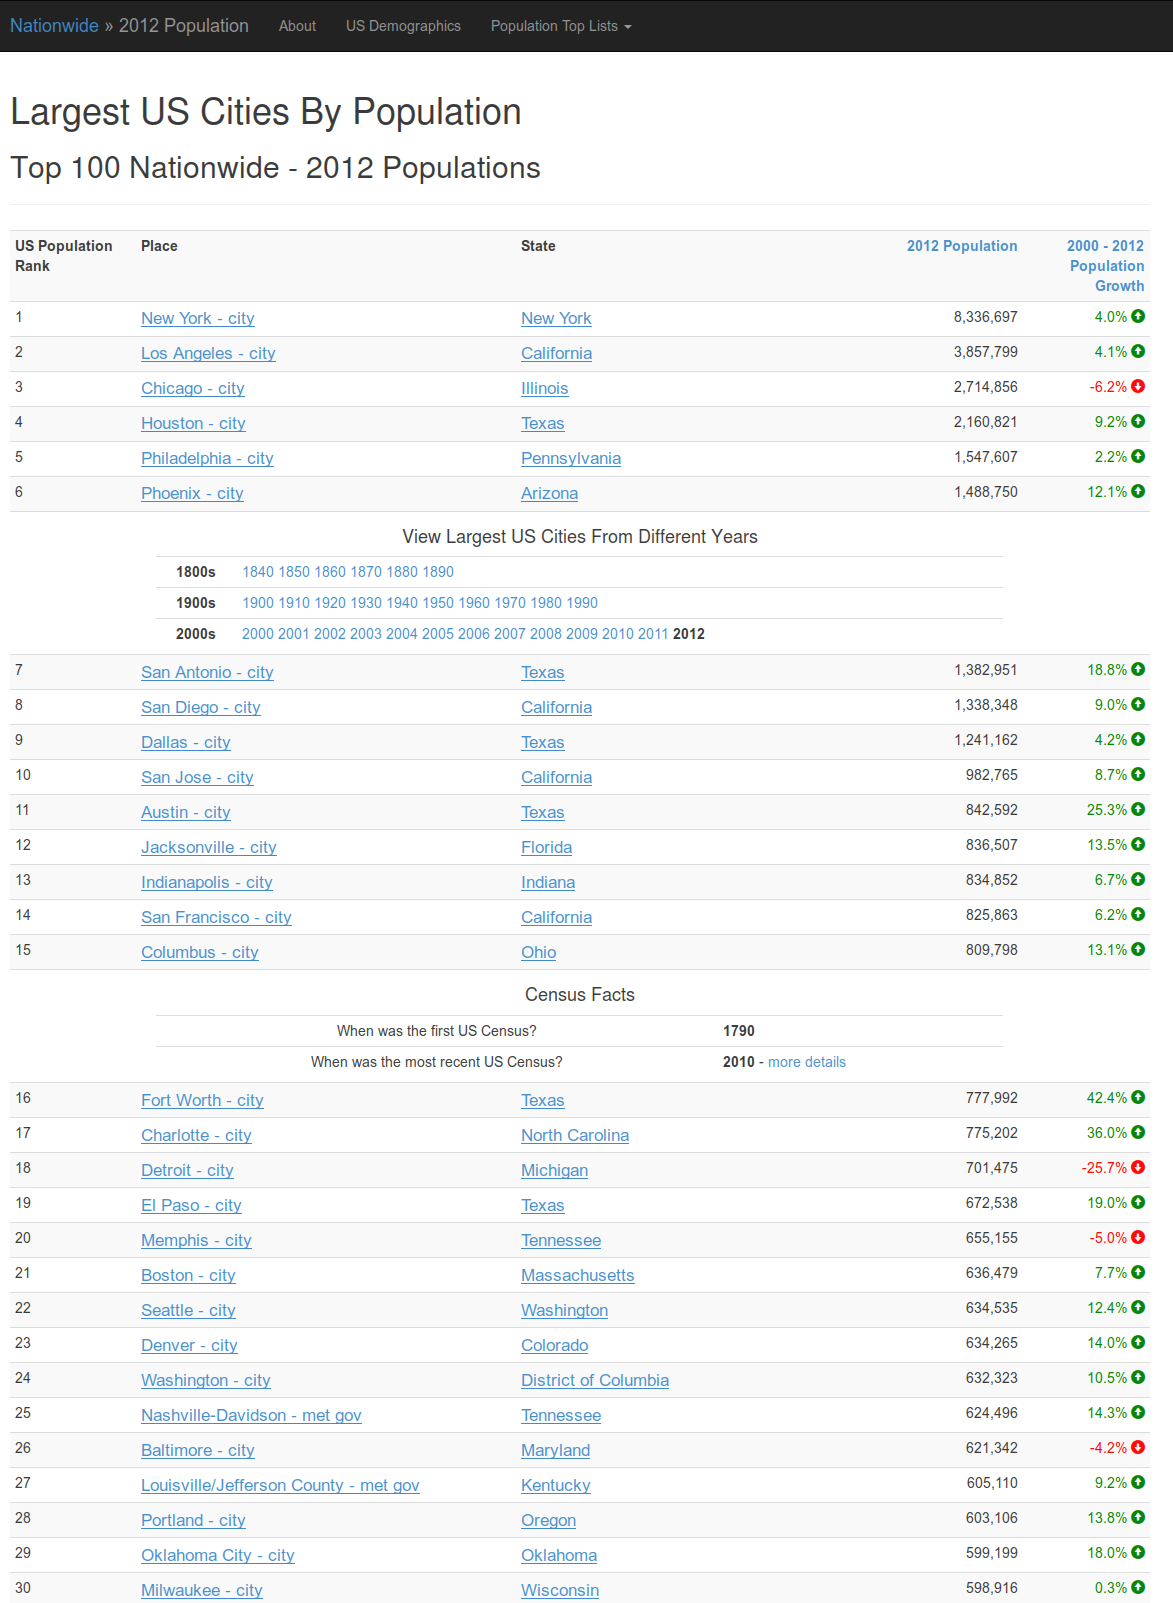 Nationwide » 2012 Population About US Demographics Population Top Lists
Largest US Cities By Population
Top 100 Nationwide - 2012 Populations
US Population Rank Place State 2012 Population 2000 - 2012 Population Growth
1 New York - city New York 8,336,697 4.0%
2 Los Angeles - city California 3,857,799 4.1%
3 Chicago - city Illinois 2,714,856 -6.2%
4 Houston - city Texas 2,160,821 9.2%
5 Philadelphia - city Pennsylvania 1,547,607 2.2%
6 Phoenix - city Arizona 1,488,750 12.1%
View Largest US Cities From Different Years
1800s 1840 1850 1860 1870 1880 1890
1900s 1900 1910 1920 1930 1940 1950 1960 1970 1980 1990
2000s 2000 2001 2002 2003 2004 2005 2006 2007 2008 2009 2010 2011 2012
7 San Antonio - city Texas 1,382,951 18.8%
8 San Diego - city California 1,338,348 9.0%
9 Dallas - city Texas 1,241,162 4.2%
10 San Jose - city California 982,765 8.7%
11 Austin - city Texas 842,592 25.3%
12 Jacksonville - city Florida 836,507 13.5%
13 Indianapolis - city Indiana 834,852 6.7%
14 San Francisco - city California 825,863 6.2%
15 Columbus - city Ohio 809,798 13.1%
Census Facts
When was the first US Census? 1790
When was the most recent US Census? 2010 - more details
16 Fort Worth - city Texas 777,992 42.4%
17 Charlotte - city North Carolina 775,202 36.0%
18 Detroit - city Michigan 701,475 -25.7%
19 El Paso - city Texas 672,538 19.0%
20 Memphis - city Tennessee 655,155 -5.0%
21 Boston - city Massachusetts 636,479 7.7%
22 Seattle - city Washington 634,535 12.4%
23 Denver - city Colorado 634,265 14.0%
24 Washington - city District of Columbia 632,323 10.5%
25 Nashville-Davidson - met gov Tennessee 624,496 14.3%
26 Baltimore - city Maryland 621,342 -4.2%
27 Louisville/Jefferson County - met gov Kentucky 605,110 9.2%
28 Portland - city Oregon 603,106 13.8%
29 Oklahoma City - city Oklahoma 599,199 18.0%
30 Milwaukee - city Wisconsin 598,916 0.3%